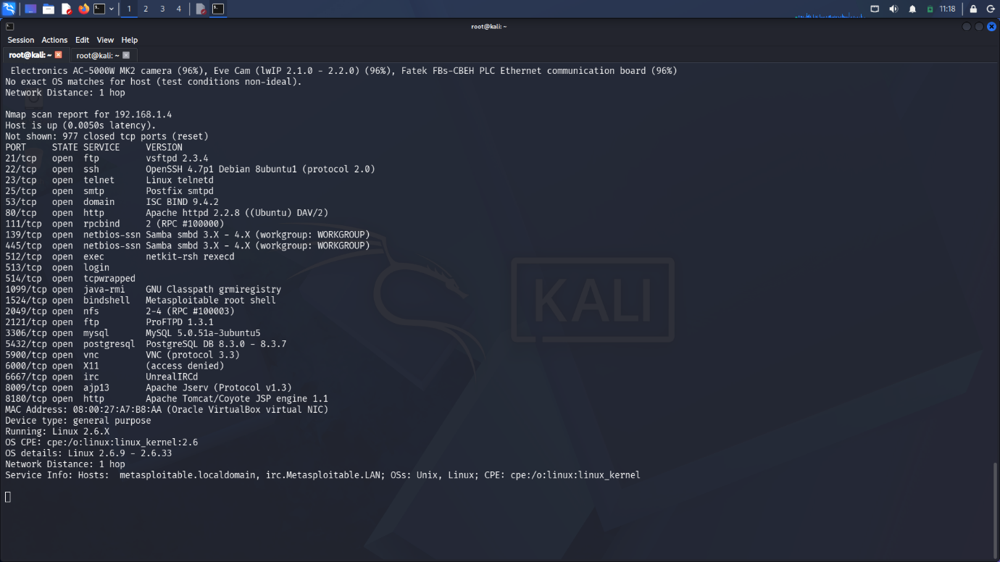 1 2 3 4 11:18
root@kali: ~
Session Actions Edit View Help
root@kali: ~ root@kali: ~
Electronics AC-5000W MK2 camera (96%), Eve Cam (lwIP 2.1.0 - 2.2.0) (96%), Fatek FBs-CBEH PLC Ethernet communication board (96%)
No exact OS matches for host (test conditions non-ideal).
Network Distance: 1 hop
Nmap scan report for 192.168.1.4
Host is up (0.0050s latency).
Not shown: 977 closed tcp ports (reset)
PORT STATE SERVICE VERSION
21/tcp open ftp vsftpd 2.3.4
22/tcp open ssh OpenSSH 4.7p1 Debian 8ubuntu1 (protocol 2.0)
23/tcp open telnet Linux telnetd
25/tcp open smtp Postfix smtpd
53/tcp open domain ISC BIND 9.4.2
80/tcp open http Apache httpd 2.2.8 ((Ubuntu) DAV/2)
111/tcp open rpcbind 2 (RPC #100000)
139/tcp open netbios-ssn Samba smbd 3.X - 4.X (workgroup: WORKGROUP)
445/tcp open netbios-ssn Samba smbd 3.X - 4.X (workgroup: WORKGROUP)
512/tcp open exec netkit-rsh rexecd
513/tcp open login
514/tcp open tcpwrapped
1099/tcp open java-rmi GNU Classpath grmiregistry
1524/tcp open bindshell Metasploitable root shell
2049/tcp open nfs 2-4 (RPC #100003)
2121/tcp open ftp ProFTPD 1.3.1
3306/tcp open mysql MySQL 5.0.51a-3ubuntu5
5432/tcp open postgresql PostgreSQL DB 8.3.0 - 8.3.7
5900/tcp open vnc VNC (protocol 3.3)
6000/tcp open X11 (access denied)
6667/tcp open irc UnrealIRCd
8009/tcp open ajp13 Apache Jserv (Protocol v1.3)
8180/tcp open http Apache Tomcat/Coyote JSP engine 1.1
MAC Address: 08:00:27:A7:B8:AA (Oracle VirtualBox virtual NIC)
Device type: general purpose
Running: Linux 2.6.X
OS CPE: cpe:/o:linux:linux_kernel:2.6
OS details: Linux 2.6.9 - 2.6.33
Network Distance: 1 hop
Service Info: Hosts:  metasploitable.localdomain, irc.Metasploitable.LAN; OSs: Unix, Linux; CPE: cpe:/o:linux:linux_kernel
KALI